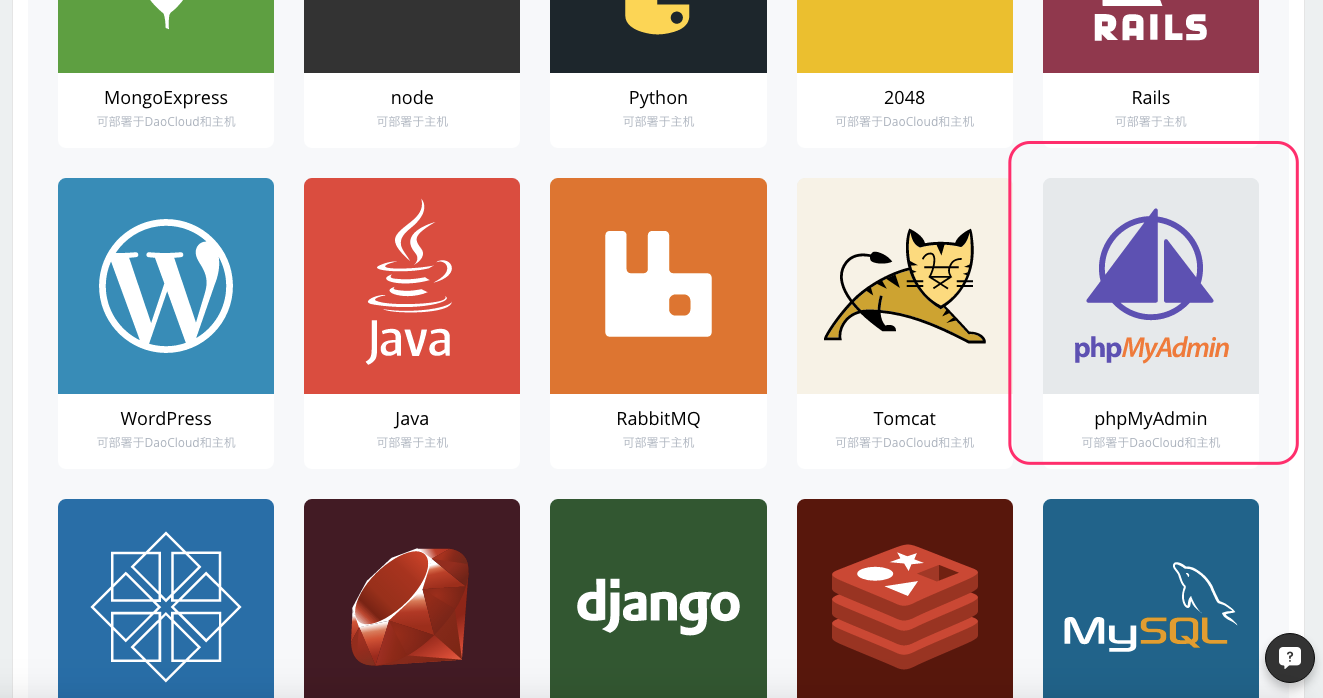 RAILS
MongoExpress
可部署于DaoCloud和主机
node
可部署于主机
Python
可部署于主机
2048
可部署于DaoCloud和主机
Rails
可部署于主机
Java
phpMyAdmin
WordPress
可部署于DaoCloud和主机
Java
可部署于主机
RabbitMQ
可部署于主机
Tomcat
可部署于DaoCloud和主机
phpMyAdmin
可部署于DaoCloud和主机
django
MySQL